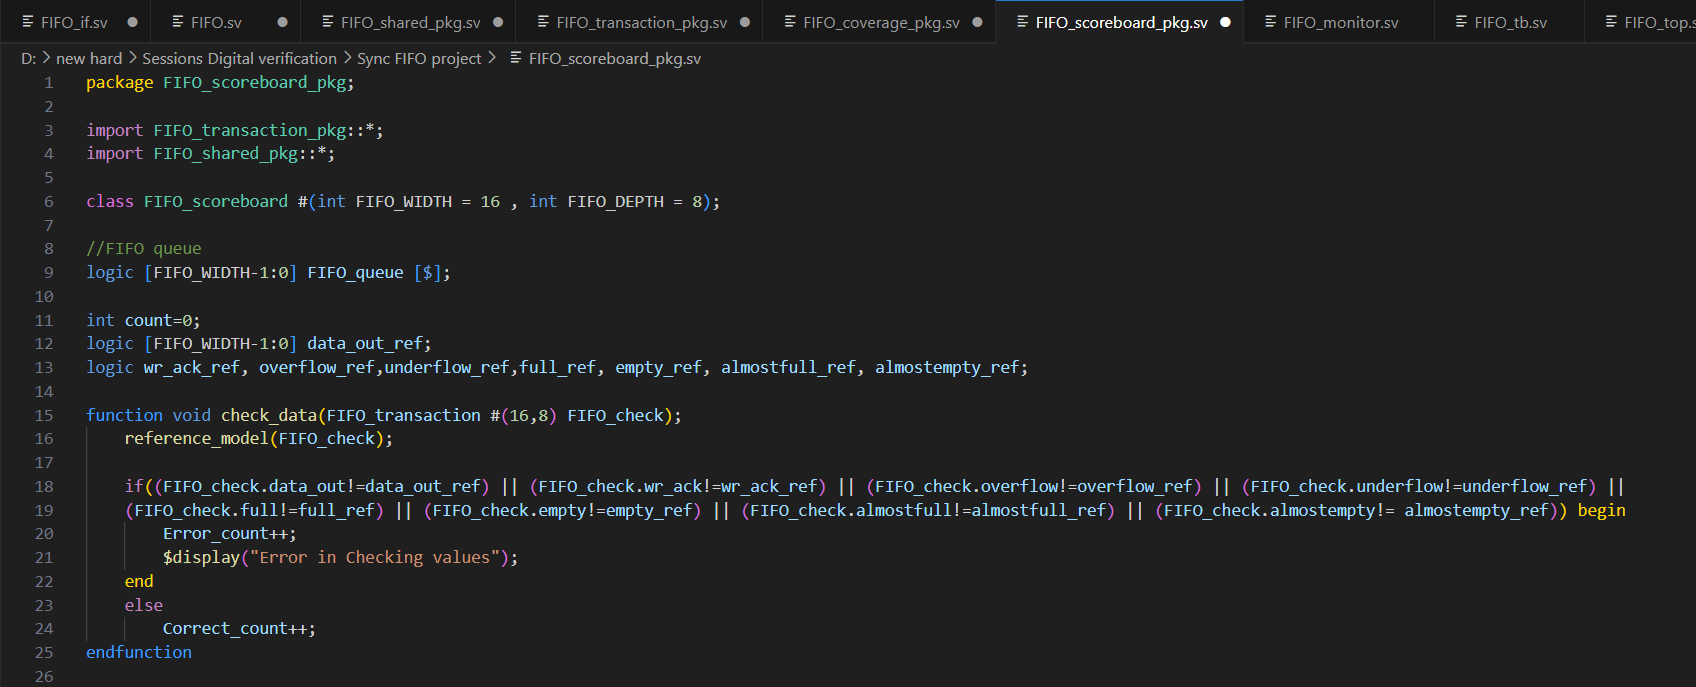 FIFO_if.sv FIFO.sv FIFO_shared_pkg.sv FIFO_transaction_pkg.sv FIFO_coverage_pkg.sv FIFO_scoreboard_pkg.sv FIFO_monitor.sv FIFO_tb.sv FIFO_top.s
D: > new hard > Sessions Digital verification > Sync FIFO project > FIFO_scoreboard_pkg.sv
1 package FIFO_scoreboard_pkg;
2
3 import FIFO_transaction_pkg::*;
4 import FIFO_shared_pkg::*;
5
6 class FIFO_scoreboard #(int FIFO_WIDTH = 16 , int FIFO_DEPTH = 8);
7
8 //FIFO queue
9 logic [FIFO_WIDTH-1:0] FIFO_queue [$];
10
11 int count=0;
12 logic [FIFO_WIDTH-1:0] data_out_ref;
13 logic wr_ack_ref, overflow_ref,underflow_ref,full_ref, empty_ref, almostfull_ref, almostempty_ref;
14
15 function void check_data(FIFO_transaction #(16,8) FIFO_check);
16 reference_model(FIFO_check);
17
18 if((FIFO_check.data_out!=data_out_ref) || (FIFO_check.wr_ack!=wr_ack_ref) || (FIFO_check.overflow!=overflow_ref) || (FIFO_check.underflow!=underflow_ref) ||
19 (FIFO_check.full!=full_ref) || (FIFO_check.empty!=empty_ref) || (FIFO_check.almostfull!=almostfull_ref) || (FIFO_check.almostempty!= almostempty_ref)) begin
20 Error_count++;
21 $display("Error in Checking values");
22 end
23 else
24 Correct_count++;
25 endfunction
26